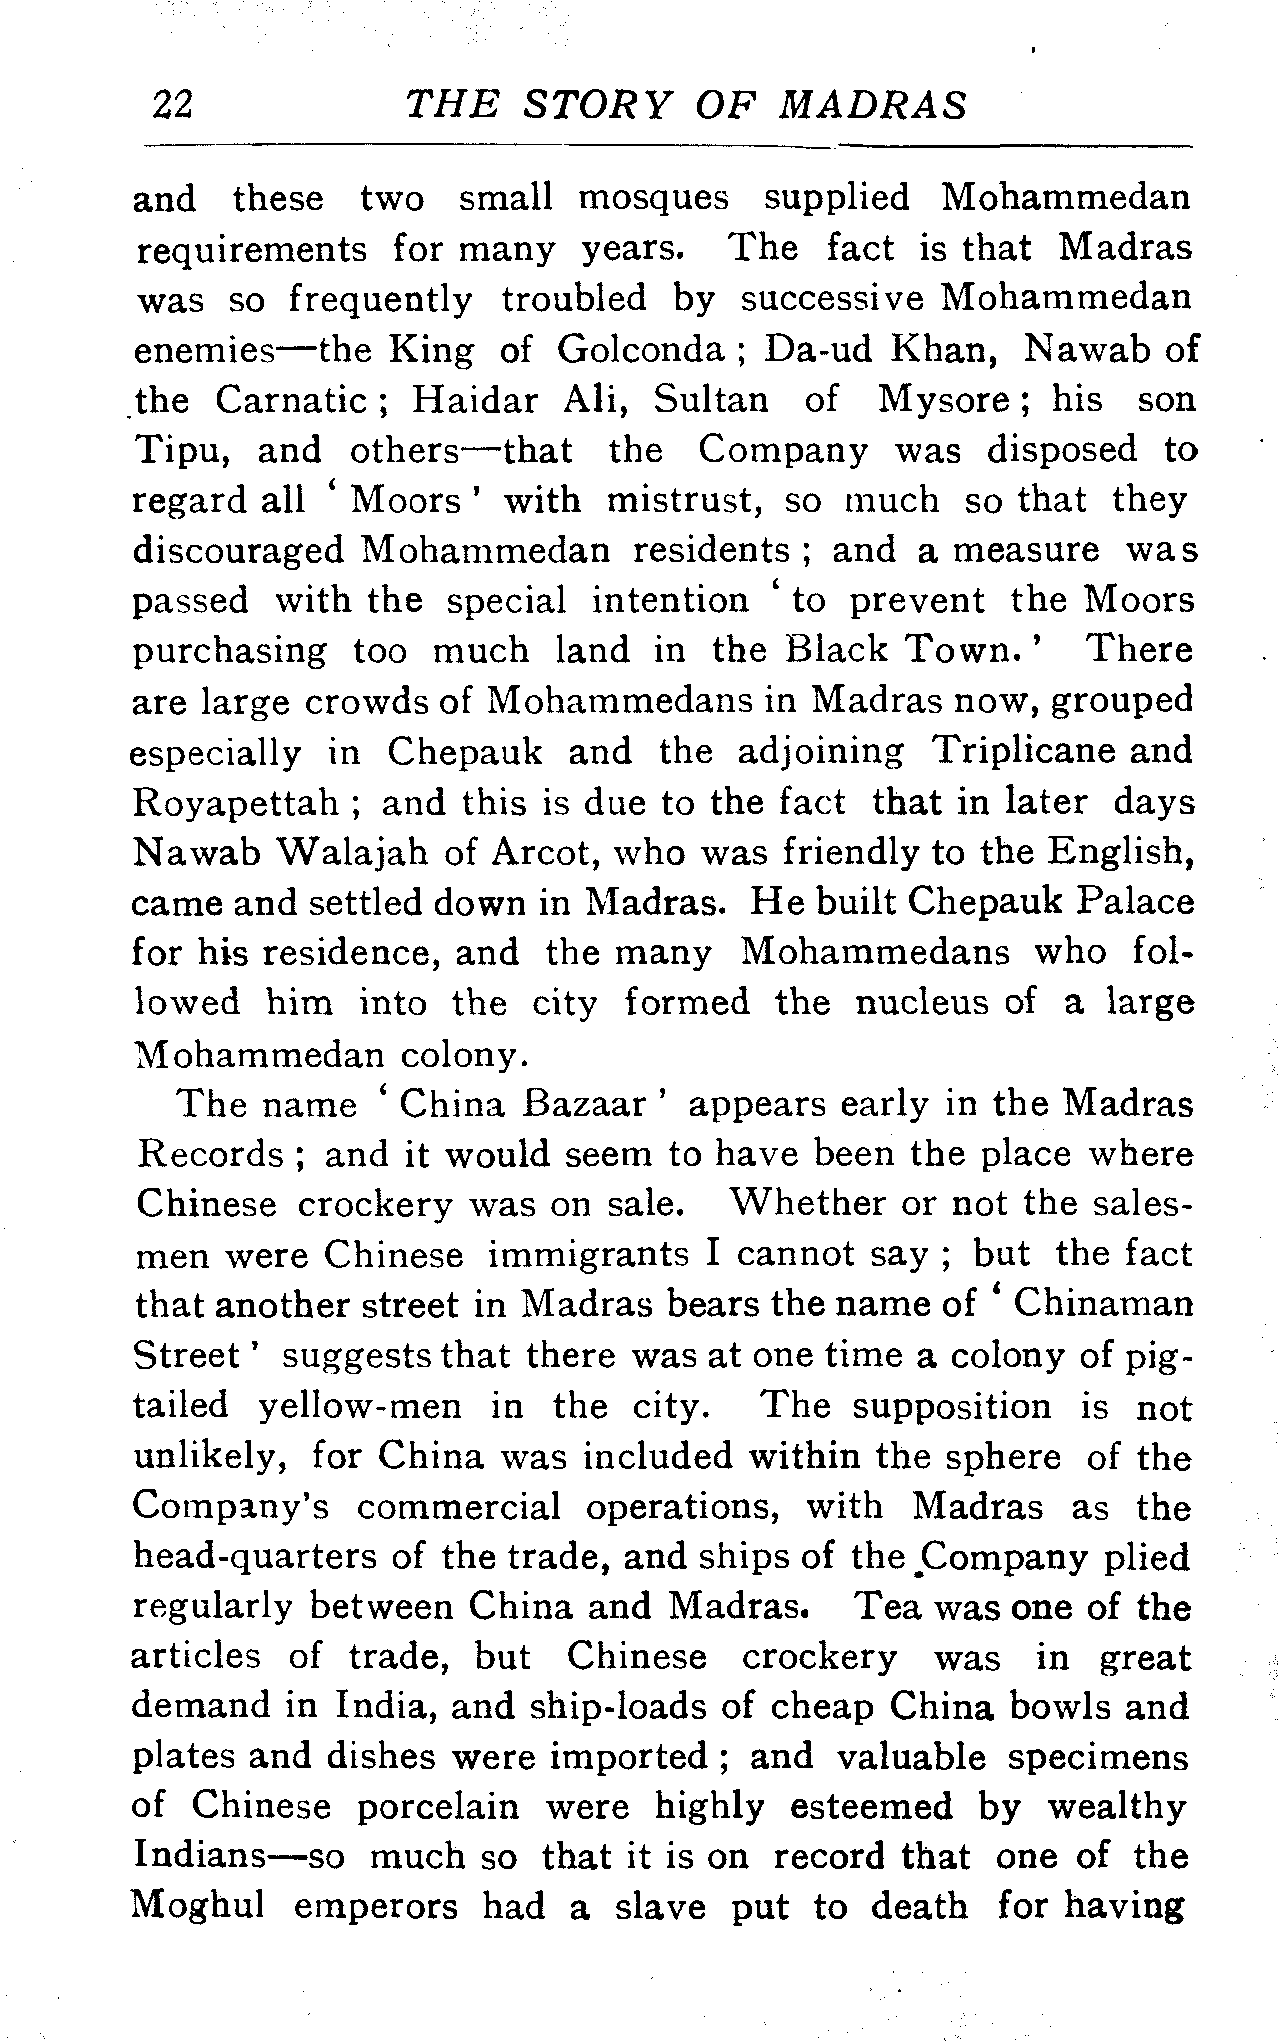 22 THE STORY OF MADRAS
and these two small mosques supplied Mohammedan
requirements for many years. The fact is that Madras
was so frequently troubled by successive Mohammedan
enemies—the King of Golconda ; Da-ud Khan, Nawab of
the Carnatic ; Haidar Ali, Sultan of Mysore ; his son
Tipu, and others—that the Company was disposed to
regard all ‘ Moors ’ with mistrust, so much so that they
discouraged Mohammedan residents ; and a measure was
passed with the special intention ‘ to prevent the Moors
purchasing too much land in the Black Town. ’ There
are large crowds of Mohammedans in Madras now, grouped
especially in Chepauk and the adjoining Triplicane and
Royapettah ; and this is due to the fact that in later days
Nawab Walajah of Arcot, who was friendly to the English,
came and settled down in Madras. He built Chepauk Palace
for his residence, and the many Mohammedans who fol-
lowed him into the city formed the nucleus of a large
Mohammedan colony.
The name ‘ China Bazaar ’ appears early in the Madras
Records ; and it would seem to have been the place where
Chinese crockery was on sale. Whether or not the sales-
men were Chinese immigrants I cannot say ; but the fact
that another street in Madras bears the name of ‘ Chinaman
Street ’ suggests that there was at one time a colony of pig-
tailed yellow-men in the city. The supposition is not
unlikely, for China was included within the sphere of the
Company's commercial operations, with Madras as the
head-quarters of the trade, and ships of the Company plied
regularly between China and Madras. Tea was one of the
articles of trade, but Chinese crockery was in great
demand in India, and ship-loads of cheap China bowls and
plates and dishes were imported ; and valuable specimens
of Chinese porcelain were highly esteemed by wealthy
Indians—so much so that it is on record that one of the
Moghul emperors had a slave put to death for having